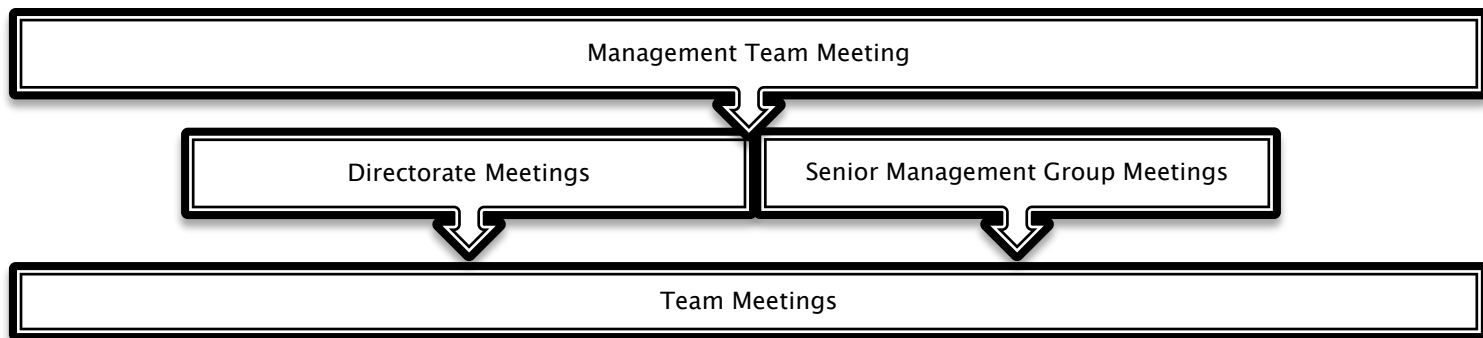 Management Team Meeting
Directorate Meetings
Senior Management Group Meetings
Team Meetings